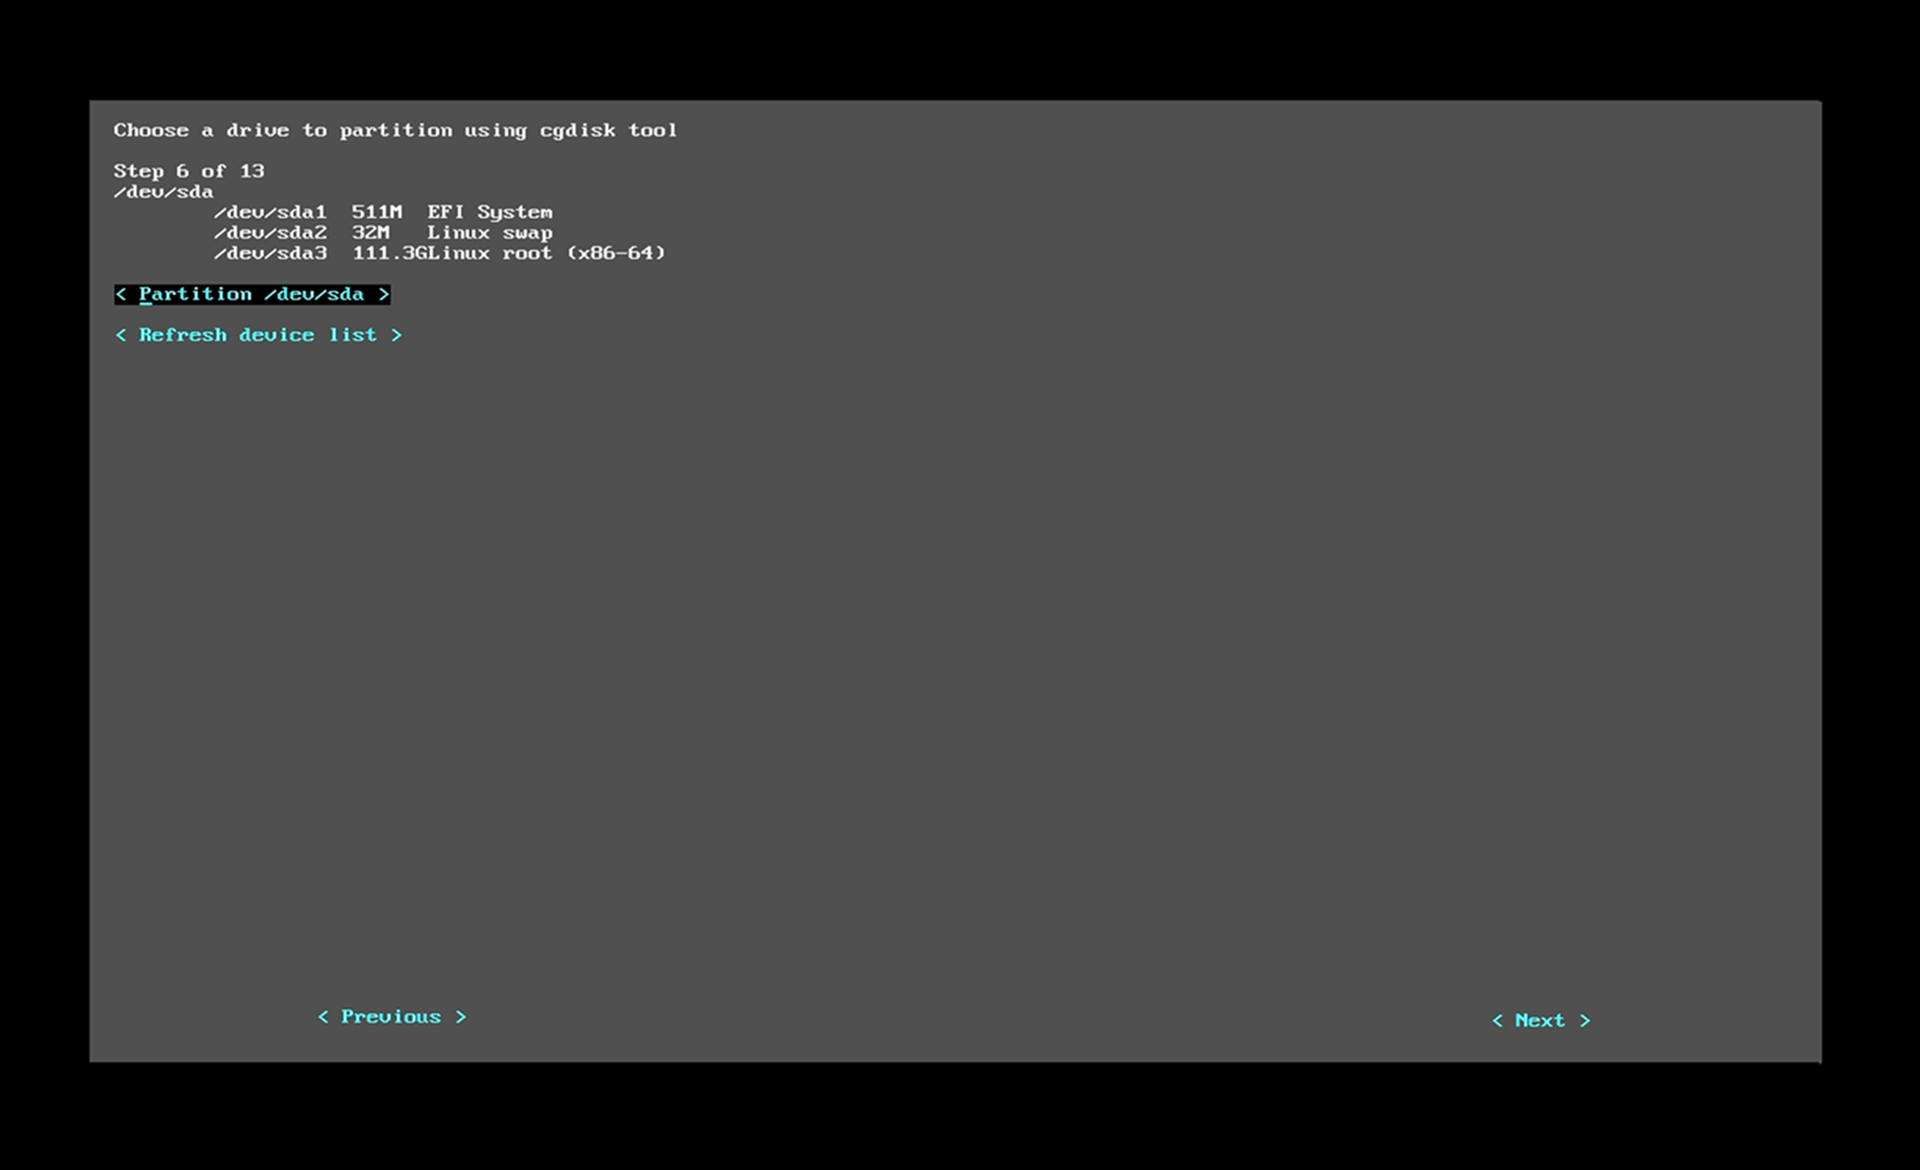 Choose a drive to partition using cgdisk tool
Step 6 of 13
/dev/sda
/dev/sda1 511M EFI System
/dev/sda2 32M Linux swap
/dev/sda3 111.3GLinux root (x86-64)
< Partition /dev/sda >
< Refresh device list >
< Previous >
< Next >